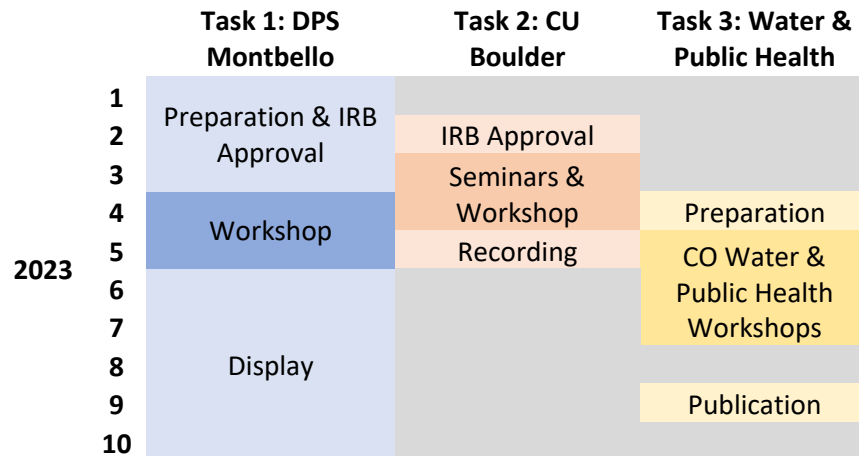 Task 1: DPS
Montbello
Task 2: CU
Boulder
Task 3: Water &
Public Health
2023
1
2
3
4
5
6
7
8
9
10
Preparation & IRB
Approval
Workshop
Display
IRB Approval
Seminars &
Workshop
Recording
Preparation
CO Water &
Public Health
Workshops
Publication